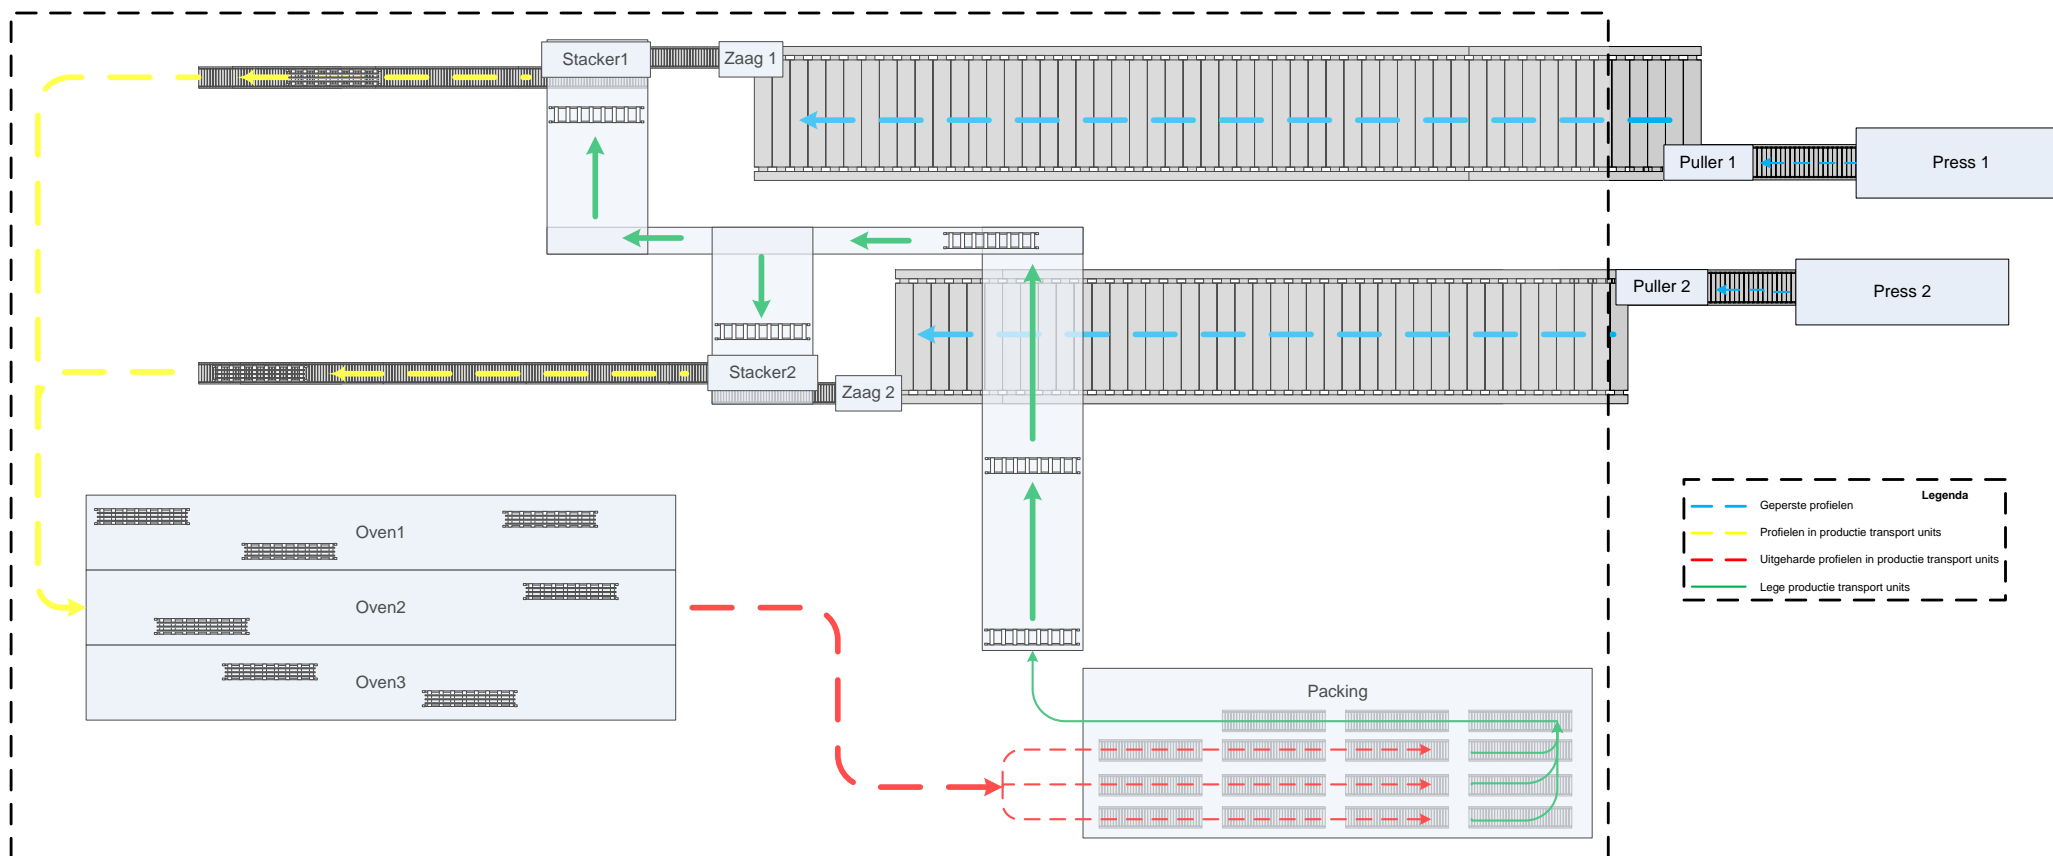 Stacker1
Zaag 1
Puller 1
Press 1
Puller 2
Press 2
Stacker2
Zaag 2
Legenda
Geperste profielen
Profielen in productie transport units
Uitgeharde profielen in productie transport units
Lege productie transport units
Oven1
Oven2
Oven3
Packing